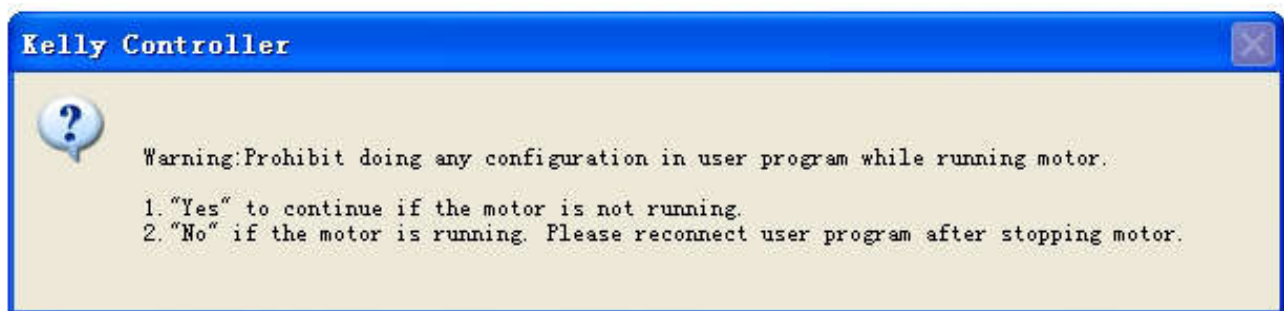 Kelly Controller
Warning:Prohibit doing any configuration in user program while running motor.
1."Yes" to continue if the motor is not running.
2."No" if the motor is running. Please reconnect user program after stopping motor.